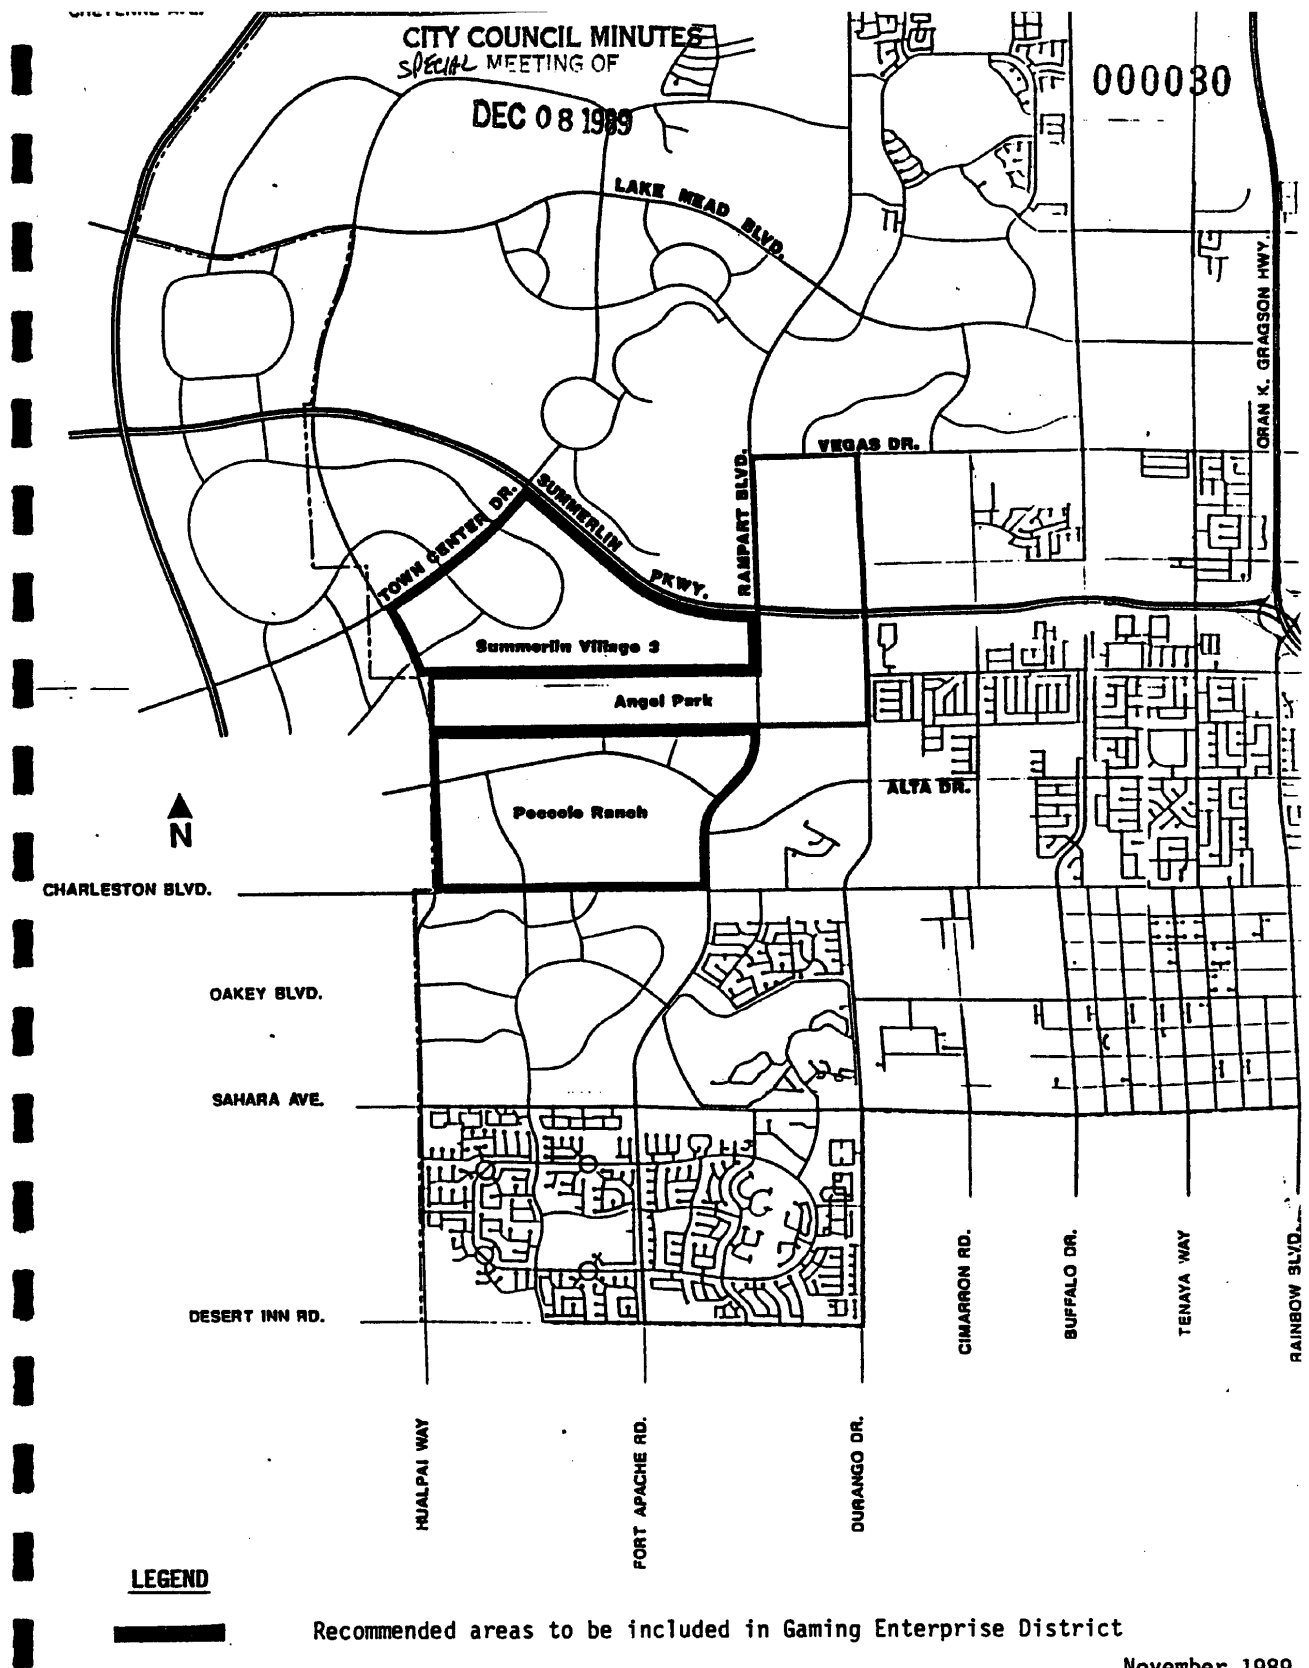 CITY COUNCIL MINUTES
SPECIAL MEETING OF
DEC 08 1989
000030
LAKE MEAD BLVD.
ORAN K. GRAGSON HWY.
VEGAS DR.
RAMPART BLVD.
SUMMERLIN PKWY.
TOWN CENTER DR.
Summerlin Village 3
Angel Park
ALTA DR.
Peccole Ranch
N
CHARLESTON BLVD.
OAKEY BLVD.
SAHARA AVE.
DESERT INN RD.
CIMARRON RD.
BUFFALO DR.
TENAYA WAY
RAINBOW BLVD.
HUALPAI WAY
FORT APACHE RD.
DURANGO DR.
LEGEND
Recommended areas to be included in Gaming Enterprise District
November 1989